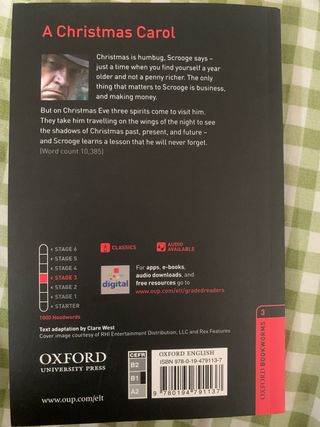 A Christmas Carol
Christmas is humbug, Scrooge says –
just a time when you find yourself a year
older and not a penny richer. The only
thing that matters to Scrooge is business,
and making money.
But on Christmas Eve three spirits come to visit him.
They take him travelling on the wings of the night to see
the shadows of Christmas past, present, and future –
and Scrooge learns a lesson that he will never forget.
(Word count 10,385)
+ STAGE 6
+ STAGE 5
+ STAGE 4
+ STAGE 3
+ STAGE 2
+ STAGE 1
+ STARTER
1000 Headwords
CLASSICS
AUDIO
AVAILABLE
digital
For apps, e-books,
audio downloads, and
free resources go to
www.oup.com/elt/gradedreaders
Text adaptation by Clare West
Cover image courtesy of RHI Entertainment Distribution, LLC and Rex Features
OXFORD
UNIVERSITY PRESS
www.oup.com/elt
CEFR
B2
B1
A2
OXFORD ENGLISH
ISBN 978-0-19-479113-7
9 780194 791137
OXFORD BOOKWORMS 3